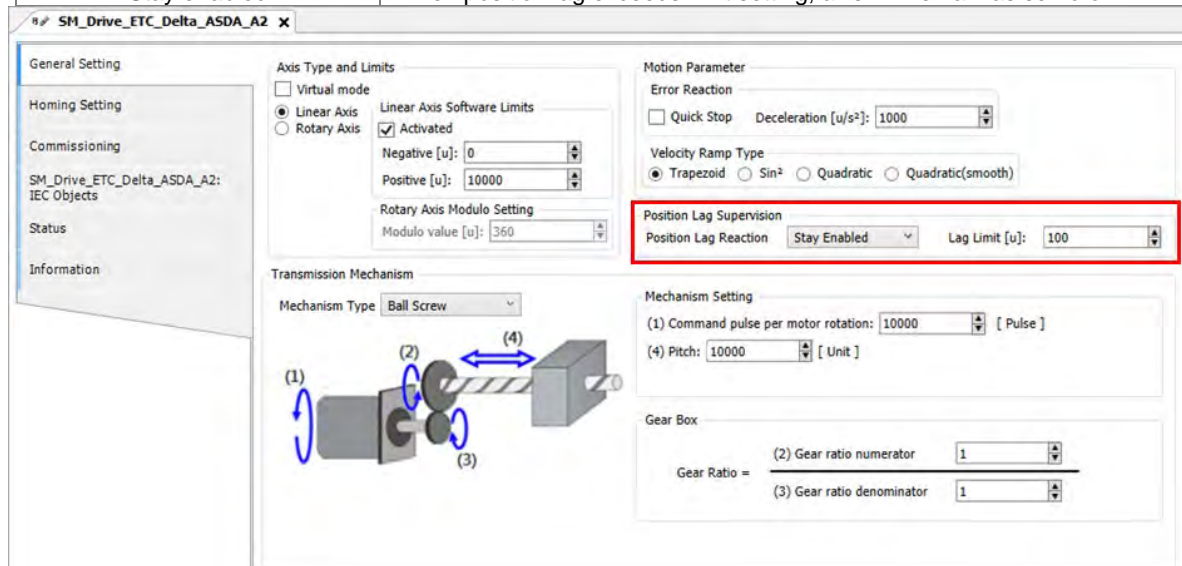 SM_Drive_ETC_Delta_ASDA_A2 x
General Setting
Homing Setting
Commissioning
SM_Drive_ETC_Delta_ASDA_A2:
IEC Objects
Status
Information
Axis Type and Limits
Virtual mode
Linear Axis
Rotary Axis
Linear Axis Software Limits
Activated
Negative [u]: 0
Positive [u]: 10000
Rotary Axis Modulo Setting
Modulo value [u]: 360
Motion Parameter
Error Reaction
Quick Stop Deceleration [u/s²]: 1000
Velocity Ramp Type
Trapezoid Sin² Quadratic Quadratic(smooth)
Position Lag Supervision
Position Lag Reaction Stay Enabled Lag Limit [u]: 100
Transmission Mechanism
Mechanism Type Ball Screw
(1)
(2)
(4)
(3)
Mechanism Setting
(1) Command pulse per motor rotation: 10000 [ Pulse ]
(4) Pitch: 10000 [ Unit ]
Gear Box
Gear Ratio =
(2) Gear ratio numerator 1
(3) Gear ratio denominator 1